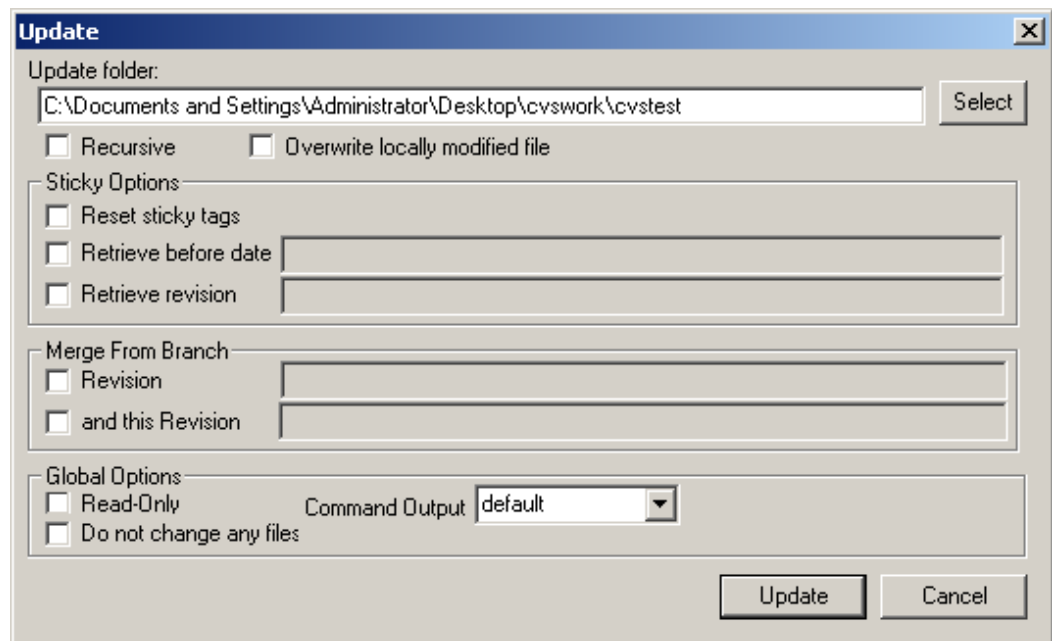 Update
Update folder:
C:\Documents and Settings\Administrator\Desktop\cvswork\cvstest
Select
Recursive Overwrite locally modified file
Sticky Options
Reset sticky tags
Retrieve before date
Retrieve revision
Merge From Branch
Revision
and this Revision
Global Options
Read-Only Command Output default
Do not change any files
Update Cancel